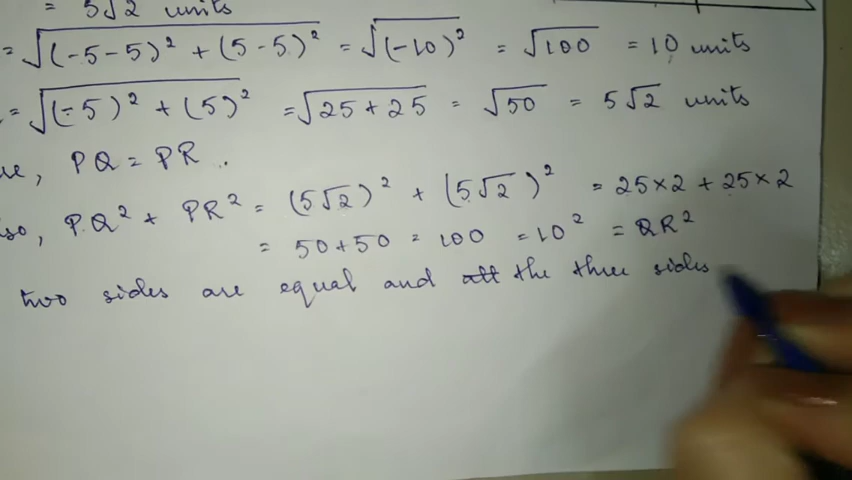 = 5√2 units
= √(-5-5)² + (5-5)² = √(-10)² = √100 = 10 units
= √(-5)² + (5)² = √25+25 = √50 = 5√2 units
, PQ = PR.
, PQ² + PR² = (5√2)² + (5√2)² = 25×2 + 25×2
= 50+50 = 100 = 10² = QR²
two sides are equal and the three sides